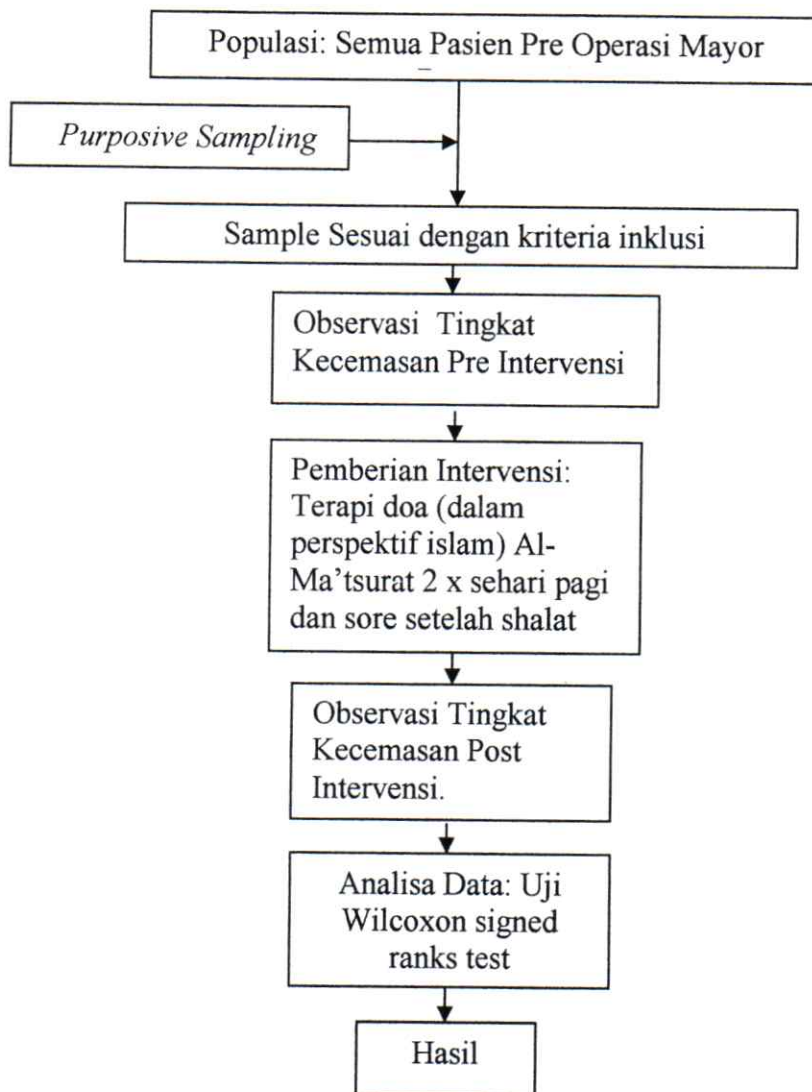 Populasi: Semua Pasien Pre Operasi Mayor
Purposive Sampling
Sample Sesuai dengan kriteria inklusi
Observasi Tingkat
Kecemasan Pre Intervensi
Pemberian Intervensi:
Terapi doa (dalam
perspektif islam) Al-
Ma’tsurat 2 x sehari pagi
dan sore setelah shalat
Observasi Tingkat
Kecemasan Post
Intervensi.
Analisa Data: Uji
Wilcoxon signed
ranks test
Hasil